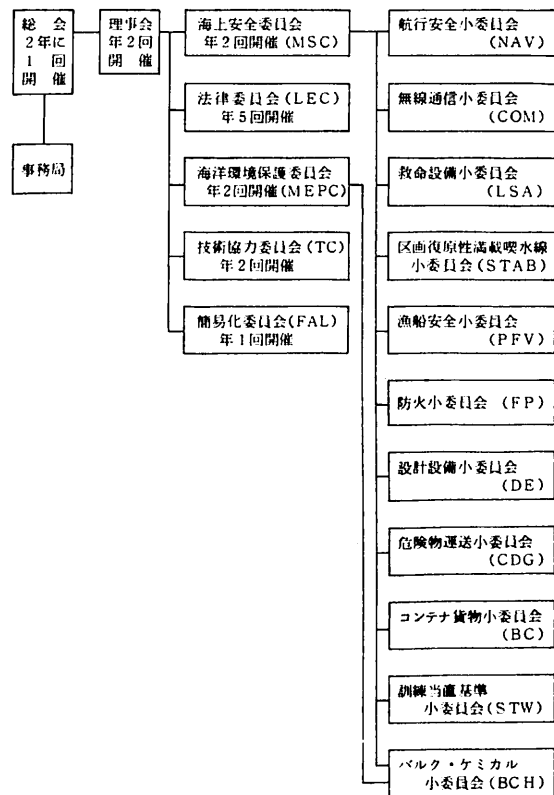 総会
2年に
1回
開催
事務局
理事会
年2回
開催
海上安全委員会
年2回開催(MSC)
法律委員会(LEC)
年5回開催
海洋環境保護委員会
年2回開催(MEPC)
技術協力委員会(TC)
年2回開催
簡易化委員会(FAL)
年1回開催
航行安全小委員会
(NAV)
無線通信小委員会
(COM)
救命設備小委員会
(LSA)
区画復原性満載喫水線
小委員会(STAB)
漁船安全小委員会
(PFV)
防火小委員会 (FP)
設計設備小委員会
(DE)
危険物運送小委員会
(CDG)
コンテナ貨物小委員会
(BC)
訓練当直基準
小委員会(STW)
バルク・ケミカル
小委員会(BCH)